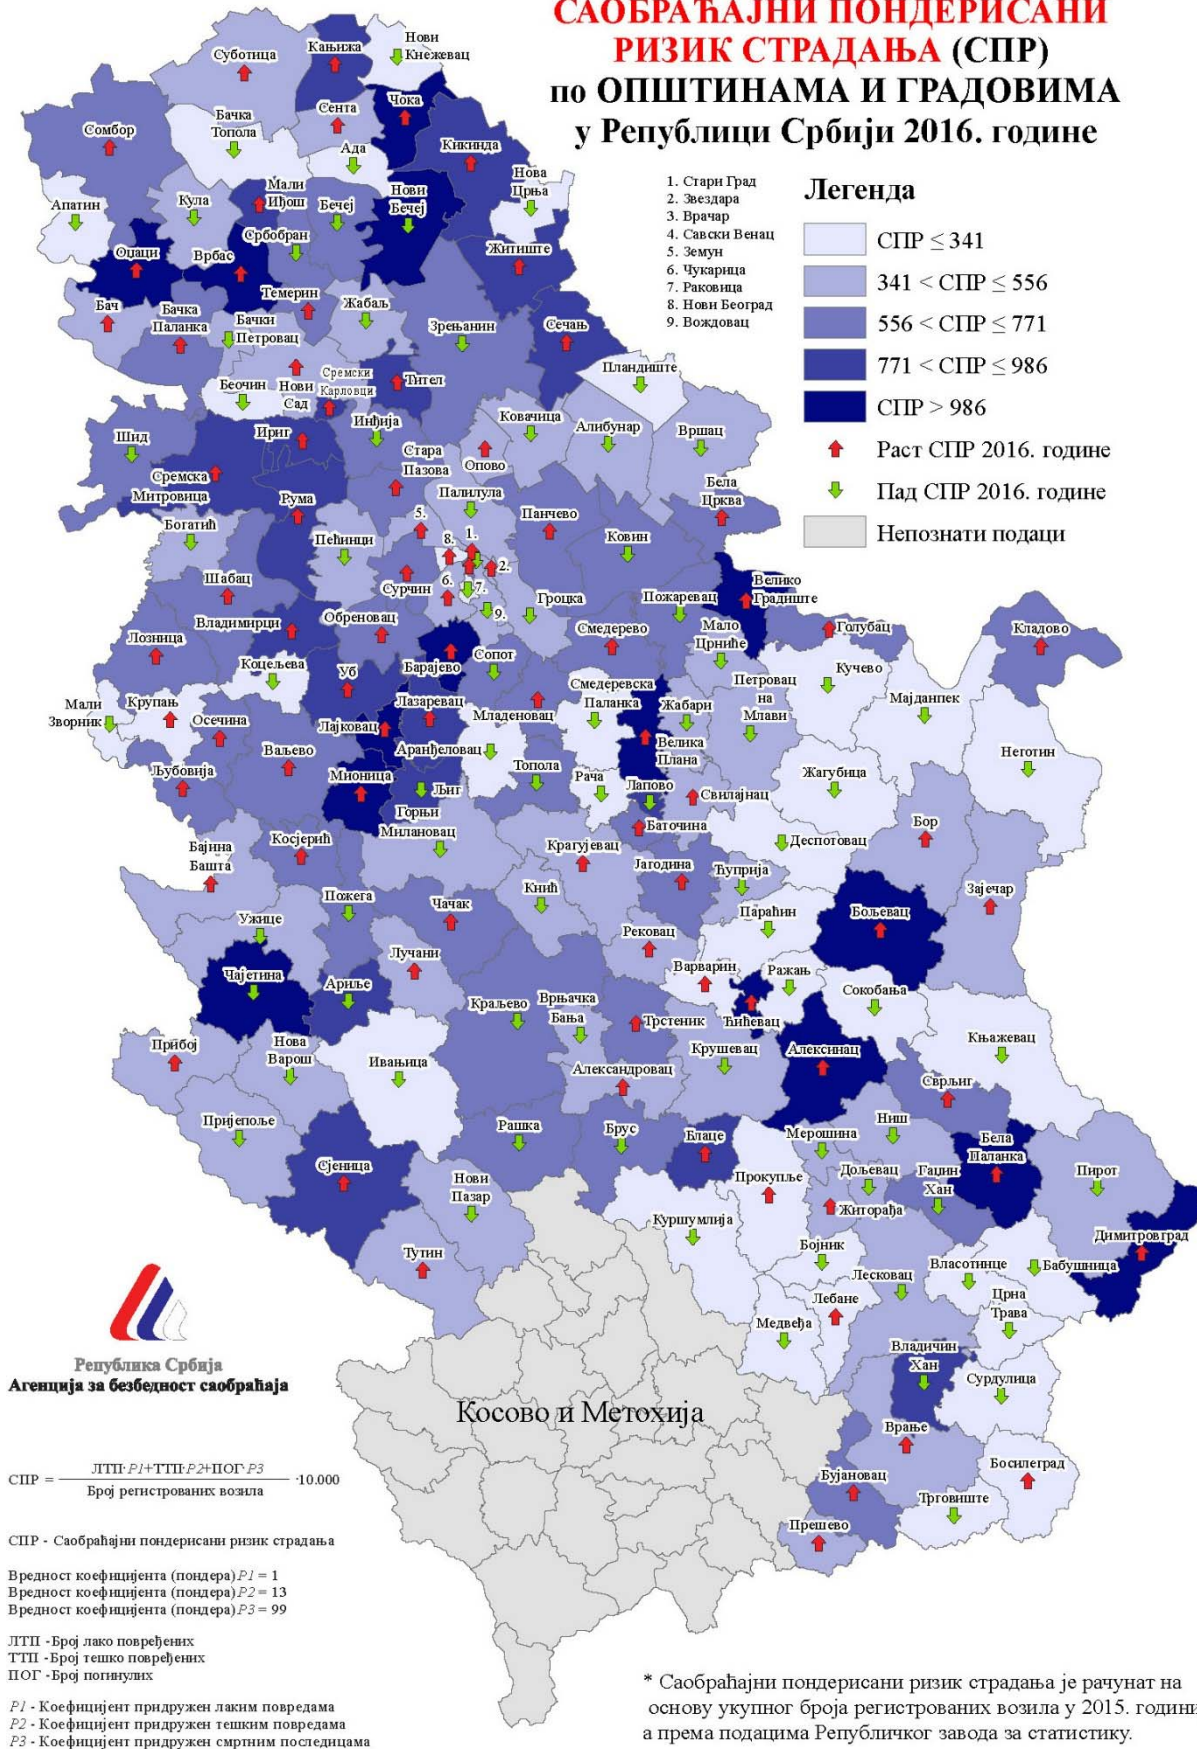 САОБРАЋАЈНИ ПОНДЕРИСАНИ
РИЗИК СТРАДАЊА (СПР)
по ОПШТИНАМА И ГРАДОВИМА
у Републици Србији 2016. године
1. Стари Град
2. Звездара
3. Врачар
4. Савски Венац
5. Земун
6. Чукарица
7. Раковица
8. Нови Београд
9. Вождовац
Легенда
СПР ≤ 341
341 < СПР ≤ 556
556 < СПР ≤ 771
771 < СПР ≤ 986
СПР > 986
Раст СПР 2016. године
Пад СПР 2016. године
Непознати подаци
Суботица
Кањижа
Нови
Кнежевац
Сомбор
Бачка
Топола
Сента
Чока
Ада
Кикинда
Нова
Црња
Апатин
Кула
Мали
Иђош
Бечеј
Нови
Бечеј
Србобран
Оџаци
Врбас
Житиште
Темерин
Бач
Бачка
Паланка
Бачки
Петровац
Жабаљ
Зрењанин
Сечањ
Беочин
Нови
Сад
Сремски
Карловци
Тител
Пландиште
Шид
Ириг
Инђија
Ковачица
Алибунар
Вршац
Стара
Пазова
Опово
Сремска
Митровица
Рума
Палилула
Бела
Црква
Богатић
Пећинци
5.
1.
8.
2.
Панчево
Ковин
Шабац
Сурчин
6.
7.
9.
Гроцка
Пожаревац
Велико
Градиште
Владимирци
Обреновац
Смедерево
Мало
Црниће
Голубац
Кладово
Лозница
Коцељева
Уб
Барајево
Сопот
Петровац
на
Млави
Кучево
Мајданпек
Мали
Зворник
Крупањ
Осечина
Лајковац
Лазаревац
Младеновац
Смедеревска
Паланка
Жабари
Велика
Плана
Неготин
Ваљево
Аранђеловац
Љубовија
Мионица
Љиг
Топола
Рача
Лапово
Свилајнац
Жагубица
Горњи
Милановац
Баточина
Деспотовац
Бор
Бајина
Башта
Косјерић
Крагујевац
Јагодина
Ћуприја
Пожега
Чачак
Кнић
Параћин
Бољевац
Зајечар
Ужице
Лучани
Рековац
Чајетина
Ариље
Варварин
Ражањ
Сокобања
Краљево
Врњачка
Бања
Трстеник
Ћићевац
Прибој
Нова
Варош
Ивањица
Александровац
Крушевац
Алексинац
Књажевац
Сврљиг
Пријепоље
Рашка
Брус
Блаце
Мерошина
Ниш
Бела
Паланка
Сјеница
Нови
Пазар
Прокупље
Дољевац
Гаџин
Хан
Пирот
Житорађа
Куршумлија
Тутин
Бојник
Власотинце
Бабушница
Димитровград
Лесковац
Лебане
Црна
Трава
Медвеђа
Владичин
Хан
Сурдулица
Врање
Босилеград
Бујановац
Трговиште
Прешево
Косово и Метохија
Република Србија
Агенција за безбедност саобраћаја
СПР = ЛТП·P1+ТТП·P2+ПОГ·P3 / Број регистрованих возила ·10.000
СПР - Саобраћајни пондерисани ризик страдања
Вредност коефицијента (пондера) P1 = 1
Вредност коефицијента (пондера) P2 = 13
Вредност коефицијента (пондера) P3 = 99
ЛТП -Број лако повређених
ТТП -Број тешко повређених
ПОГ -Број погинулих
P1 - Коефицијент придружен лаким повредама
P2 - Коефицијент придружен тешким повредама
P3 - Коефицијент придружен смртним последицама
* Саобраћајни пондерисани ризик страдања је рачунат на
основу укупног броја регистрованих возила у 2015. години
а према подацима Републичког завода за статистику.